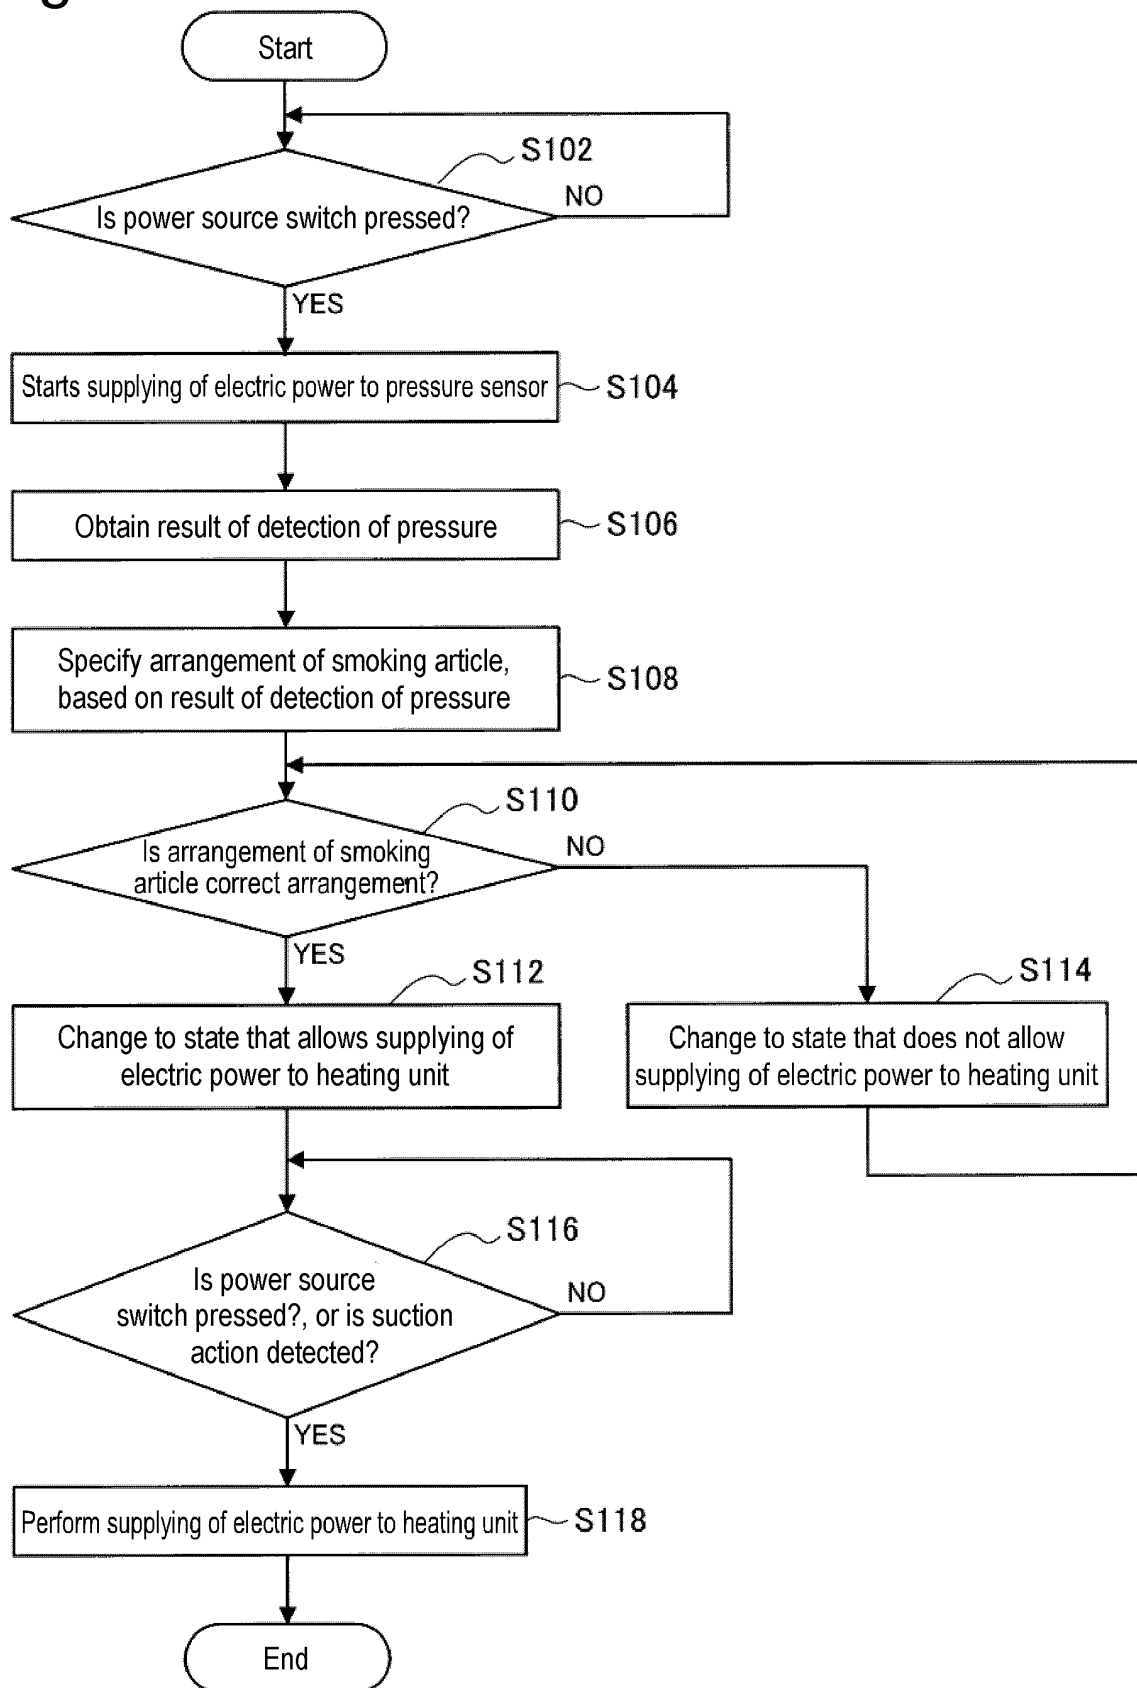 Start
S102
Is power source switch pressed?
NO
YES
Starts supplying of electric power to pressure sensor
S104
Obtain result of detection of pressure
S106
Specify arrangement of smoking article,
based on result of detection of pressure
S108
S110
Is arrangement of smoking
article correct arrangement?
NO
YES
S112
Change to state that allows supplying of
electric power to heating unit
S114
Change to state that does not allow
supplying of electric power to heating unit
S116
Is power source
switch pressed?, or is suction
action detected?
NO
YES
Perform supplying of electric power to heating unit
S118
End